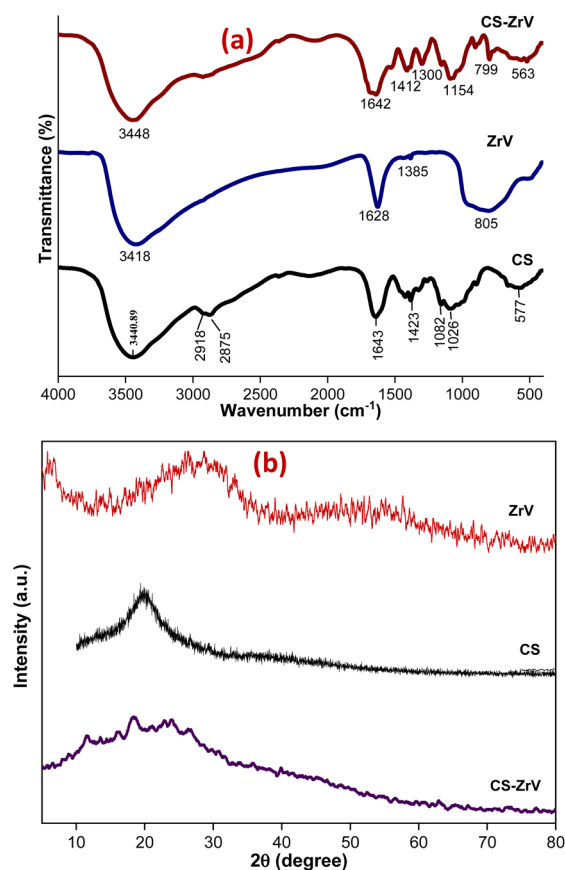 (a)
CS-ZrV
3448
1642
1412
1300
1154
799
563
ZrV
3418
1628
1385
805
CS
3440.89
2918
2875
1643
1423
1082
1026
577
Transmittance (%)
4000 3500 3000 2500 2000 1500 1000 500
Wavenumber (cm⁻¹)
(b)
ZrV
CS
CS-ZrV
Intensity (a.u.)
10 20 30 40 50 60 70 80
2θ (degree)